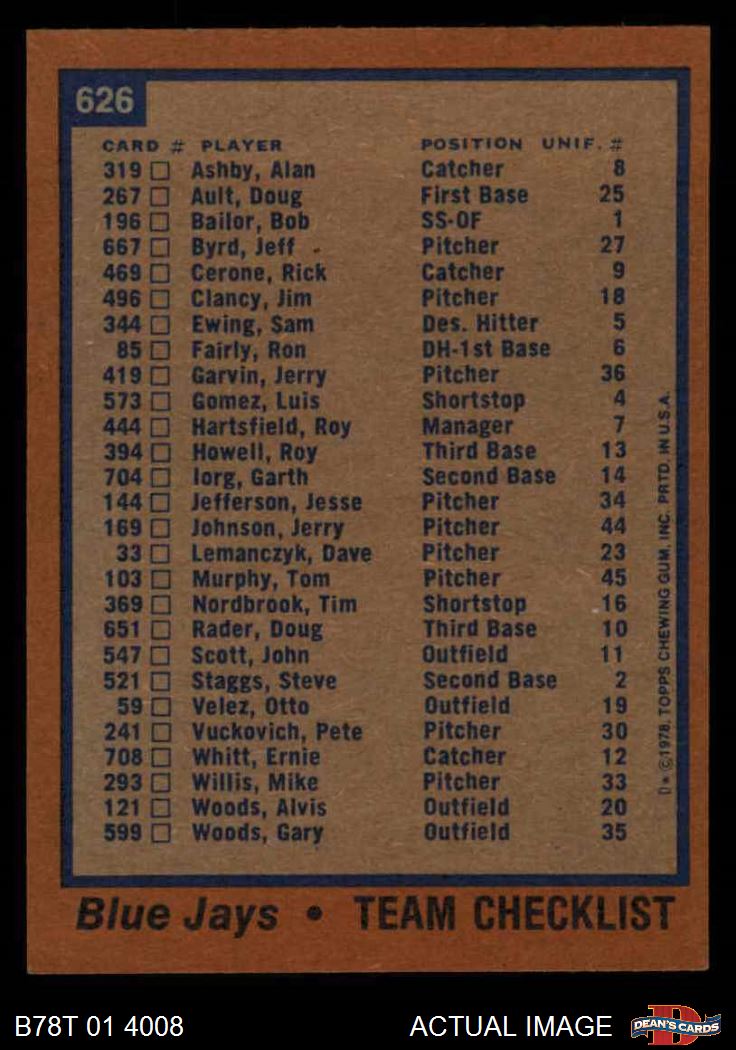 626
CARD # PLAYER POSITION UNIF. #
319 Ashby, Alan Catcher 8
267 Ault, Doug First Base 25
196 Bailor, Bob SS-OF 1
667 Byrd, Jeff Pitcher 27
469 Cerone, Rick Catcher 9
496 Clancy, Jim Pitcher 18
344 Ewing, Sam Des. Hitter 5
85 Fairly, Ron DH-1st Base 6
419 Garvin, Jerry Pitcher 36
573 Gomez, Luis Shortstop 4
444 Hartsfield, Roy Manager 7
394 Howell, Roy Third Base 13
704 Iorg, Garth Second Base 14
144 Jefferson, Jesse Pitcher 34
169 Johnson, Jerry Pitcher 44
33 Lemanczyk, Dave Pitcher 23
103 Murphy, Tom Pitcher 45
369 Nordbrook, Tim Shortstop 16
651 Rader, Doug Third Base 10
547 Scott, John Outfield 11
521 Staggs, Steve Second Base 2
59 Velez, Otto Outfield 19
241 Vuckovich, Pete Pitcher 30
708 Whitt, Ernie Catcher 12
293 Willis, Mike Pitcher 33
121 Woods, Alvis Outfield 20
599 Woods, Gary Outfield 35
D* © 1978, TOPPS CHEWING GUM, INC. PRTD. IN U.S.A.
Blue Jays • TEAM CHECKLIST
B78T 01 4008 ACTUAL IMAGE
D
DEAN'S CARDS